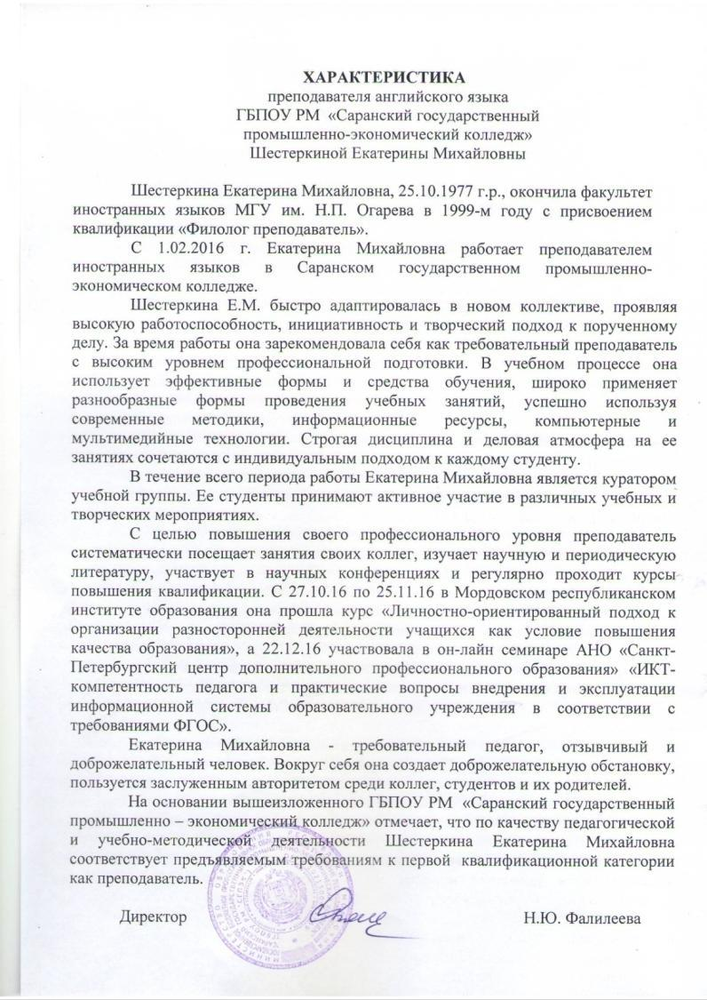 ХАРАКТЕРИСТИКА
преподавателя английского языка
ГБПОУ РМ «Саранский государственный
промышленно-экономический колледж»
Шестеркиной Екатерины Михайловны
Шестеркина Екатерина Михайловна, 25.10.1977 г.р., окончила факультет
иностранных языков МГУ им. Н.П. Огарева в 1999-м году с присвоением
квалификации «Филолог преподаватель».
С 1.02.2016 г. Екатерина Михайловна работает преподавателем
иностранных языков в Саранском государственном промышленно-
экономическом колледже.
Шестеркина Е.М. быстро адаптировалась в новом коллективе, проявляя
высокую работоспособность, инициативность и творческий подход к порученному
делу. За время работы она зарекомендовала себя как требовательный преподаватель
с высоким уровнем профессиональной подготовки. В учебном процессе она
использует эффективные формы и средства обучения, широко применяет
разнообразные формы проведения учебных занятий, успешно используя
современные методики, информационные ресурсы, компьютерные и
мультимедийные технологии. Строгая дисциплина и деловая атмосфера на ее
занятиях сочетаются с индивидуальным подходом к каждому студенту.
В течение всего периода работы Екатерина Михайловна является куратором
учебной группы. Ее студенты принимают активное участие в различных учебных и
творческих мероприятиях.
С целью повышения своего профессионального уровня преподаватель
систематически посещает занятия своих коллег, изучает научную и периодическую
литературу, участвует в научных конференциях и регулярно проходит курсы
повышения квалификации. С 27.10.16 по 25.11.16 в Мордовском республиканском
институте образования она прошла курс «Личностно-ориентированный подход к
организации разносторонней деятельности учащихся как условие повышения
качества образования», а 22.12.16 участвовала в он-лайн семинаре АНО «Санкт-
Петербургский центр дополнительного профессионального образования» «ИКТ-
компетентность педагога и практические вопросы внедрения и эксплуатации
информационной системы образовательного учреждения в соответствии с
требованиями ФГОС».
Екатерина Михайловна - требовательный педагог, отзывчивый и
доброжелательный человек. Вокруг себя она создает доброжелательную обстановку,
пользуется заслуженным авторитетом среди коллег, студентов и их родителей.
На основании вышеизложенного ГБПОУ РМ «Саранский государственный
промышленно – экономический колледж» отмечает, что по качеству педагогической
и учебно-методической деятельности Шестеркина Екатерина Михайловна
соответствует предъявляемым требованиям к первой квалификационной категории
как преподаватель.
Директор Н.Ю. Фалилеева